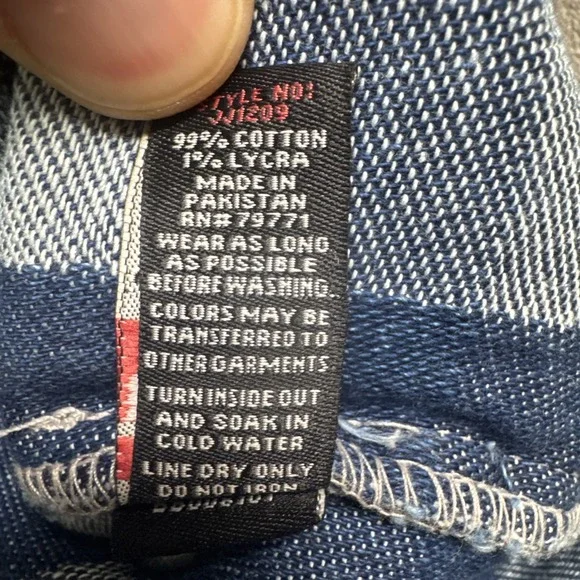 STYLE NO:
JJ1209
99% COTTON
1% LYCRA
MADE IN
PAKISTAN
RN# 79771
WEAR AS LONG
AS POSSIBLE
BEFORE WASHING.
COLORS MAY BE
TRANSFERRED TO
OTHER GARMENTS
TURN INSIDE OUT
AND SOAK IN
COLD WATER
LINE DRY ONLY
DO NOT IRON